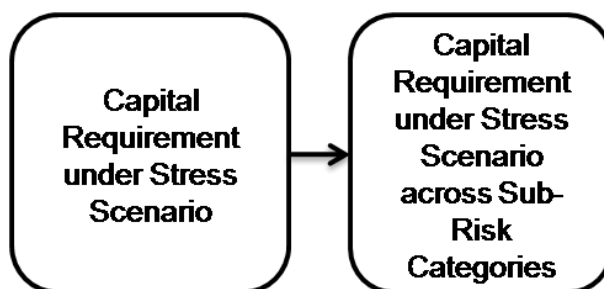 Capital
Requirement
under Stress
Scenario
Capital
Requirement
under Stress
Scenario
across Sub-
Risk
Categories